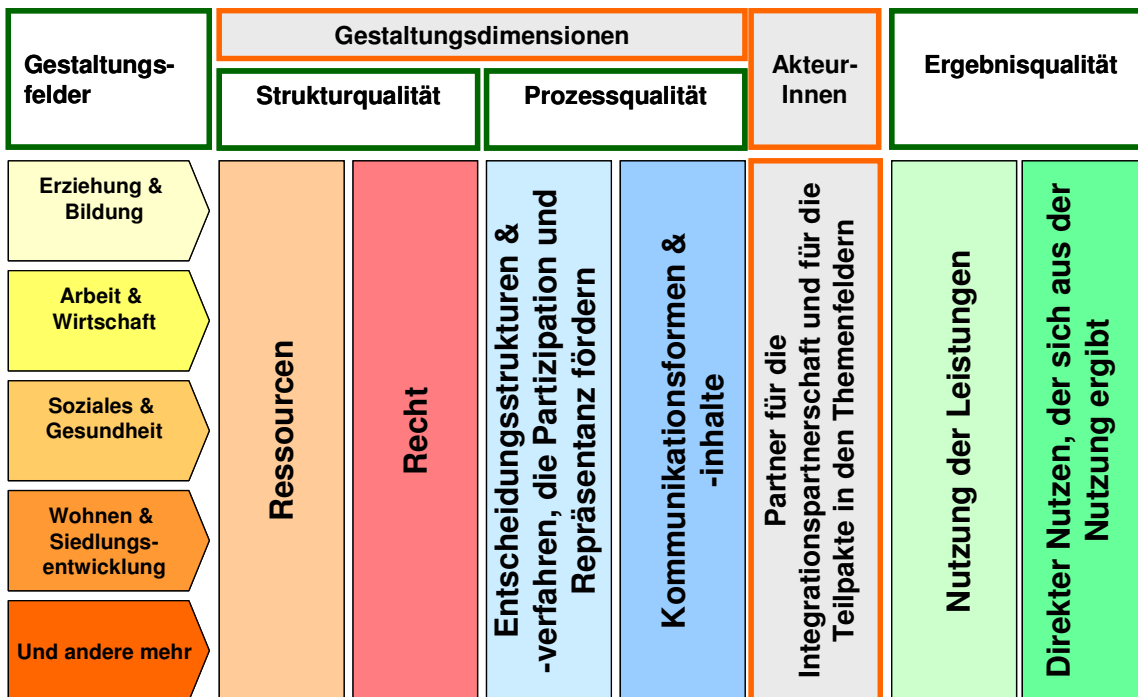 Gestaltungs-
felder
Gestaltungsdimensionen
Strukturqualität
Prozessqualität
Akteur-
Innen
Ergebnisqualität
Erziehung &
Bildung
Arbeit &
Wirtschaft
Soziales &
Gesundheit
Wohnen &
Siedlungs-
entwicklung
Und andere mehr
Ressourcen
Recht
Entscheidungsstrukturen &
-verfahren, die Partizipation und
Repräsentanz fördern
Kommunikationsformen &
-inhalte
Partner für die
Integrationspartnerschaft und für die
Teilpakte in den Themenfeldern
Nutzung der Leistungen
Direkter Nutzen, der sich aus der
Nutzung ergibt